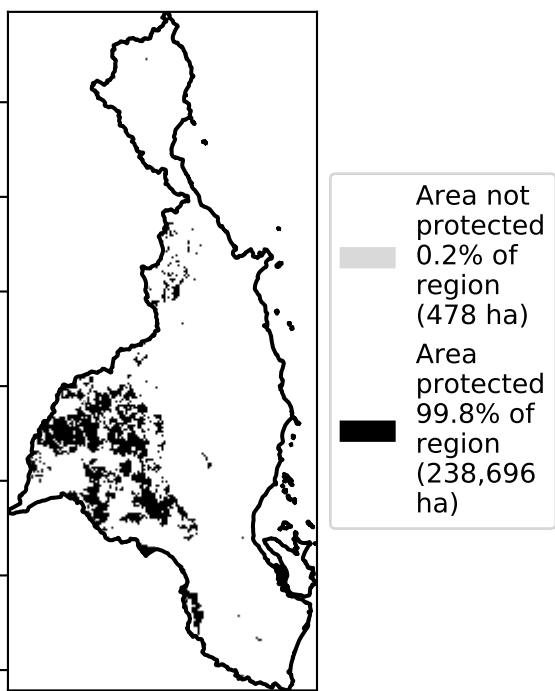 Area not
protected
0.2% of
region
(478 ha)
Area
protected
99.8% of
region
(238,696
ha)